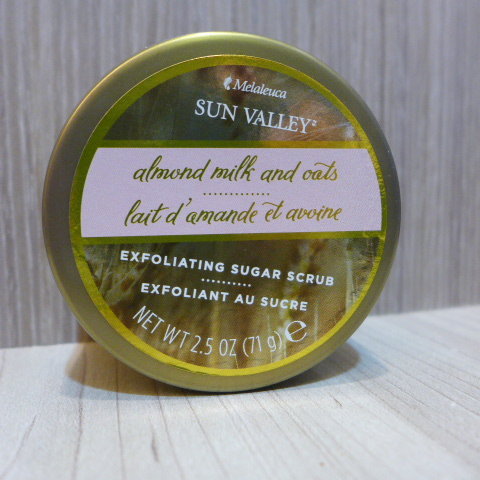 Melaleuca
SUN VALLEY®
almond milk and oats
lait d'amande et avoine
EXFOLIATING SUGAR SCRUB
EXFOLIANT AU SUCRE
NET WT 2.5 OZ (71 g) ℮